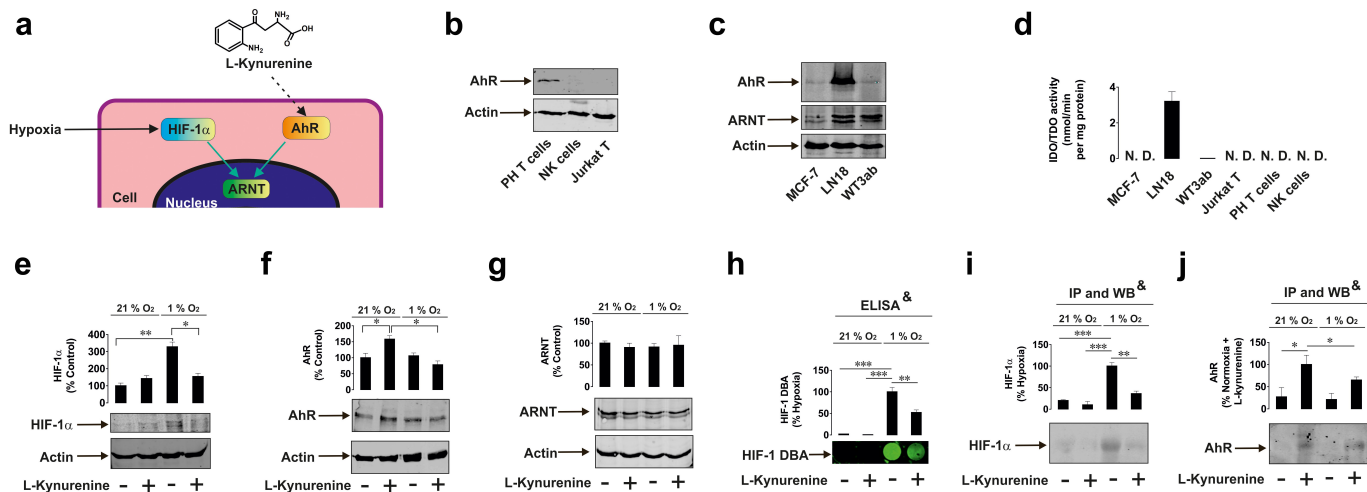 a
O
NH₂
OH
O
NH₂
L-Kynurenine
Hypoxia
HIF-1α
AhR
ARNT
Cell
Nucleus
b
AhR
Actin
PH T cells
NK cells
Jurkat T
c
AhR
ARNT
Actin
MCF-7
LN18
WT3ab
d
IDO/TDO activity
(nmol/min
per mg protein)
4
2
0
N. D.
N. D. N. D. N. D.
MCF-7
LN18
WT3ab
Jurkat T
PH T cells
NK cells
e
21 % O₂ 1 % O₂
** *
HIF-1α
(% Control)
400
300
200
100
0
HIF-1α
Actin
L-Kynurenine - + - +
f
21 % O₂ 1 % O₂
* *
AhR
(% Control)
200
150
100
50
0
AhR
Actin
L-Kynurenine - + - +
g
21 % O₂ 1 % O₂
ARNT
(% Control)
150
100
50
0
ARNT
Actin
L-Kynurenine - + - +
h
ELISA &
21 % O₂ 1 % O₂
***
*** **
HIF-1 DBA
(% Hypoxia)
150
100
50
0
HIF-1 DBA
L-Kynurenine - + - +
i
IP and WB &
21 % O₂ 1 % O₂
***
*** **
HIF-1α
(% Hypoxia)
150
100
50
0
HIF-1α
L-Kynurenine - + - +
j
IP and WB &
21 % O₂ 1 % O₂
* *
AhR
(% Normoxia +
L-kynurenine)
150
100
50
0
AhR
L-Kynurenine - + - +